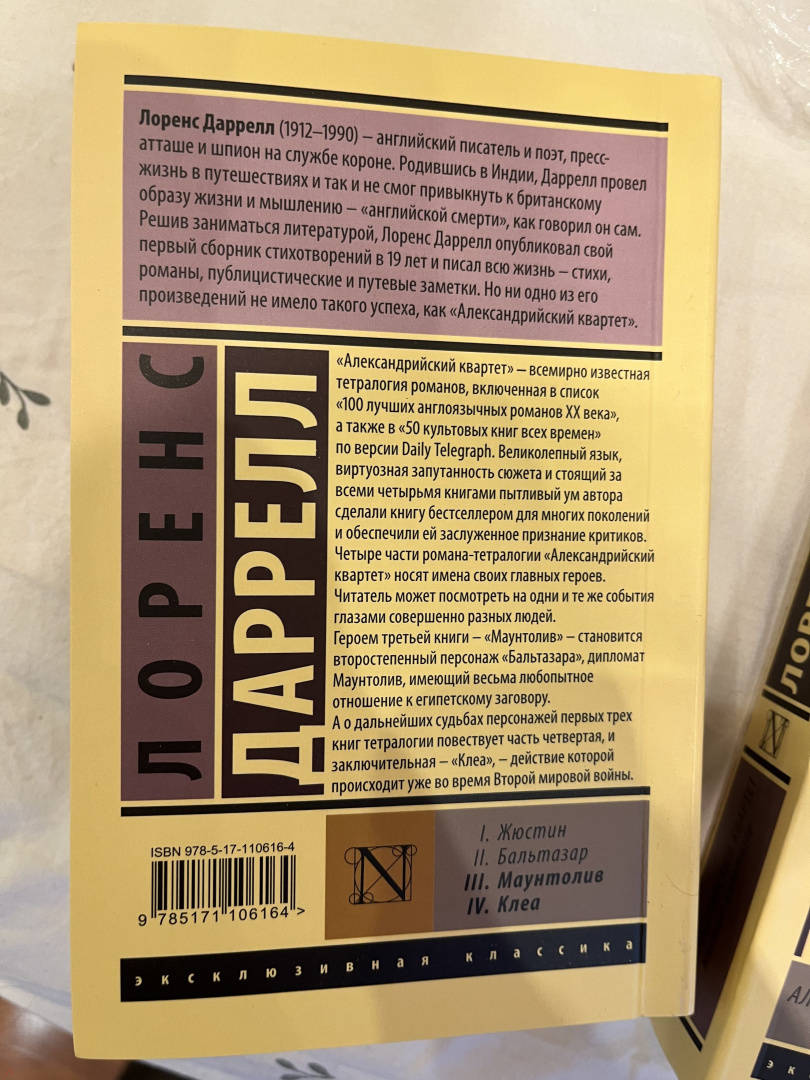 Лоренс Даррелл (1912–1990) – английский писатель и поэт, пресс-
атташе и шпион на службе короне. Родившись в Индии, Даррелл провел
жизнь в путешествиях и так и не смог привыкнуть к британскому
образу жизни и мышлению – «английской смерти», как говорил он сам.
Решив заниматься литературой, Лоренс Даррелл опубликовал свой
первый сборник стихотворений в 19 лет и писал всю жизнь – стихи,
романы, публицистические и путевые заметки. Но ни одно из его
произведений не имело такого успеха, как «Александрийский квартет».
ЛОРЕНС
ДАРРЕЛЛ
«Александрийский квартет» – всемирно известная
тетралогия романов, включенная в список
«100 лучших англоязычных романов XX века»,
а также в «50 культовых книг всех времен»
по версии Daily Telegraph. Великолепный язык,
виртуозная запутанность сюжета и стоящий за
всеми четырьмя книгами пытливый ум автора
сделали книгу бестселлером для многих поколений
и обеспечили ей заслуженное признание критиков.
Четыре части романа-тетралогии «Александрийский
квартет» носят имена своих главных героев.
Читатель может посмотреть на одни и те же события
глазами совершенно разных людей.
Героем третьей книги – «Маунтолив» – становится
второстепенный персонаж «Бальтазара», дипломат
Маунтолив, имеющий весьма любопытное
отношение к египетскому заговору.
А о дальнейших судьбах персонажей первых трех
книг тетралогии повествует часть четвертая, и
заключительная – «Клеа», – действие которой
происходит уже во время Второй мировой войны.
ISBN 978-5-17-110616-4
9 785171 106164 >
N
I. Жюстин
II. Бальтазар
III. Маунтолив
IV. Клеа
эксклюзивная классика
ЛОРЕ
N
АЛ
эк